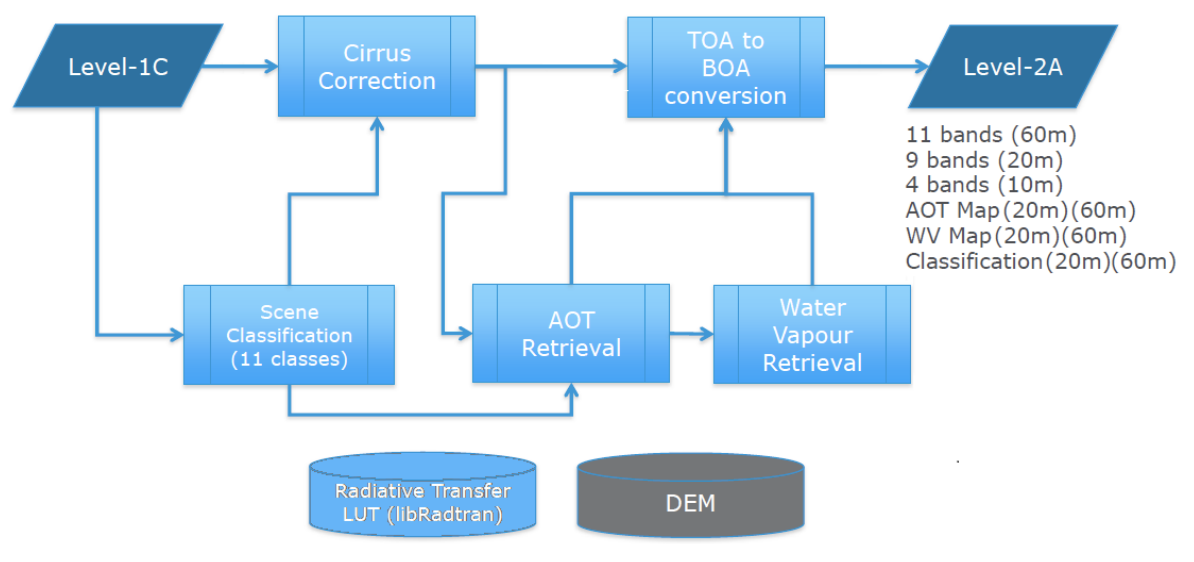 Level-1C
Cirrus
Correction
TOA to
BOA
conversion
Level-2A
11 bands (60m)
9 bands (20m)
4 bands (10m)
AOT Map(20m)(60m)
WV Map(20m)(60m)
Classification(20m)(60m)
Scene
Classification
(11 classes)
AOT
Retrieval
Water
Vapour
Retrieval
Radiative Transfer
LUT (libRadtran)
DEM